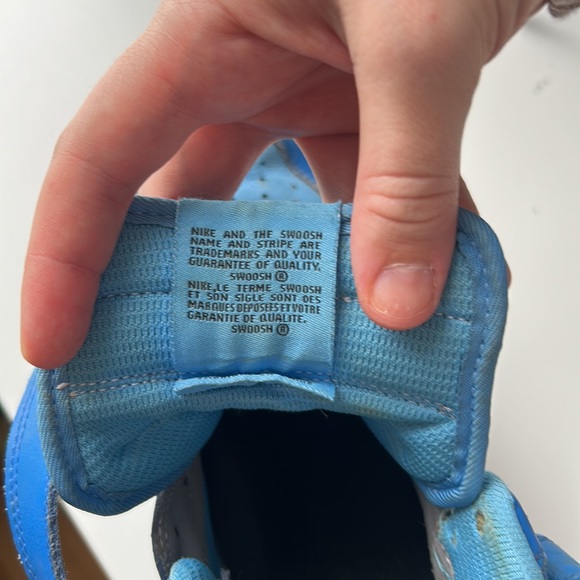 NIKE AND THE SWOOSH
NAME AND STRIPE ARE
TRADEMARKS AND YOUR
GUARANTEE OF QUALITY.
SWOOSH ®
NIKE,LE TERME SWOOSH
ET SON SIGLE SONT DES
MARQUES DEPOSÉES ET VOTRE
GARANTIE DE QUALITE.
SWOOSH ®